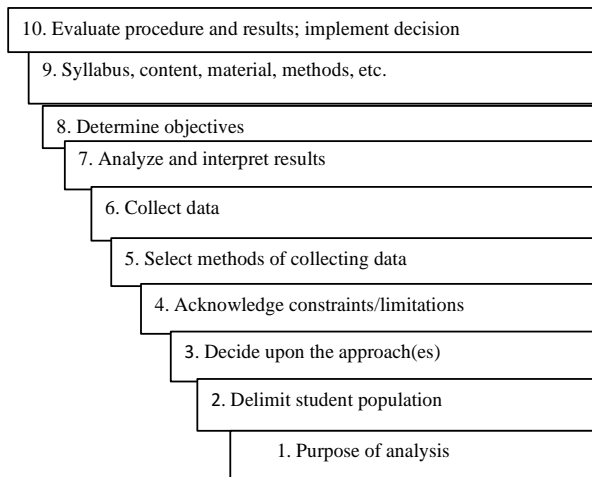 10. Evaluate procedure and results; implement decision
9. Syllabus, content, material, methods, etc.
8. Determine objectives
7. Analyze and interpret results
6. Collect data
5. Select methods of collecting data
4. Acknowledge constraints/limitations
3. Decide upon the approach(es)
2. Delimit student population
1. Purpose of analysis